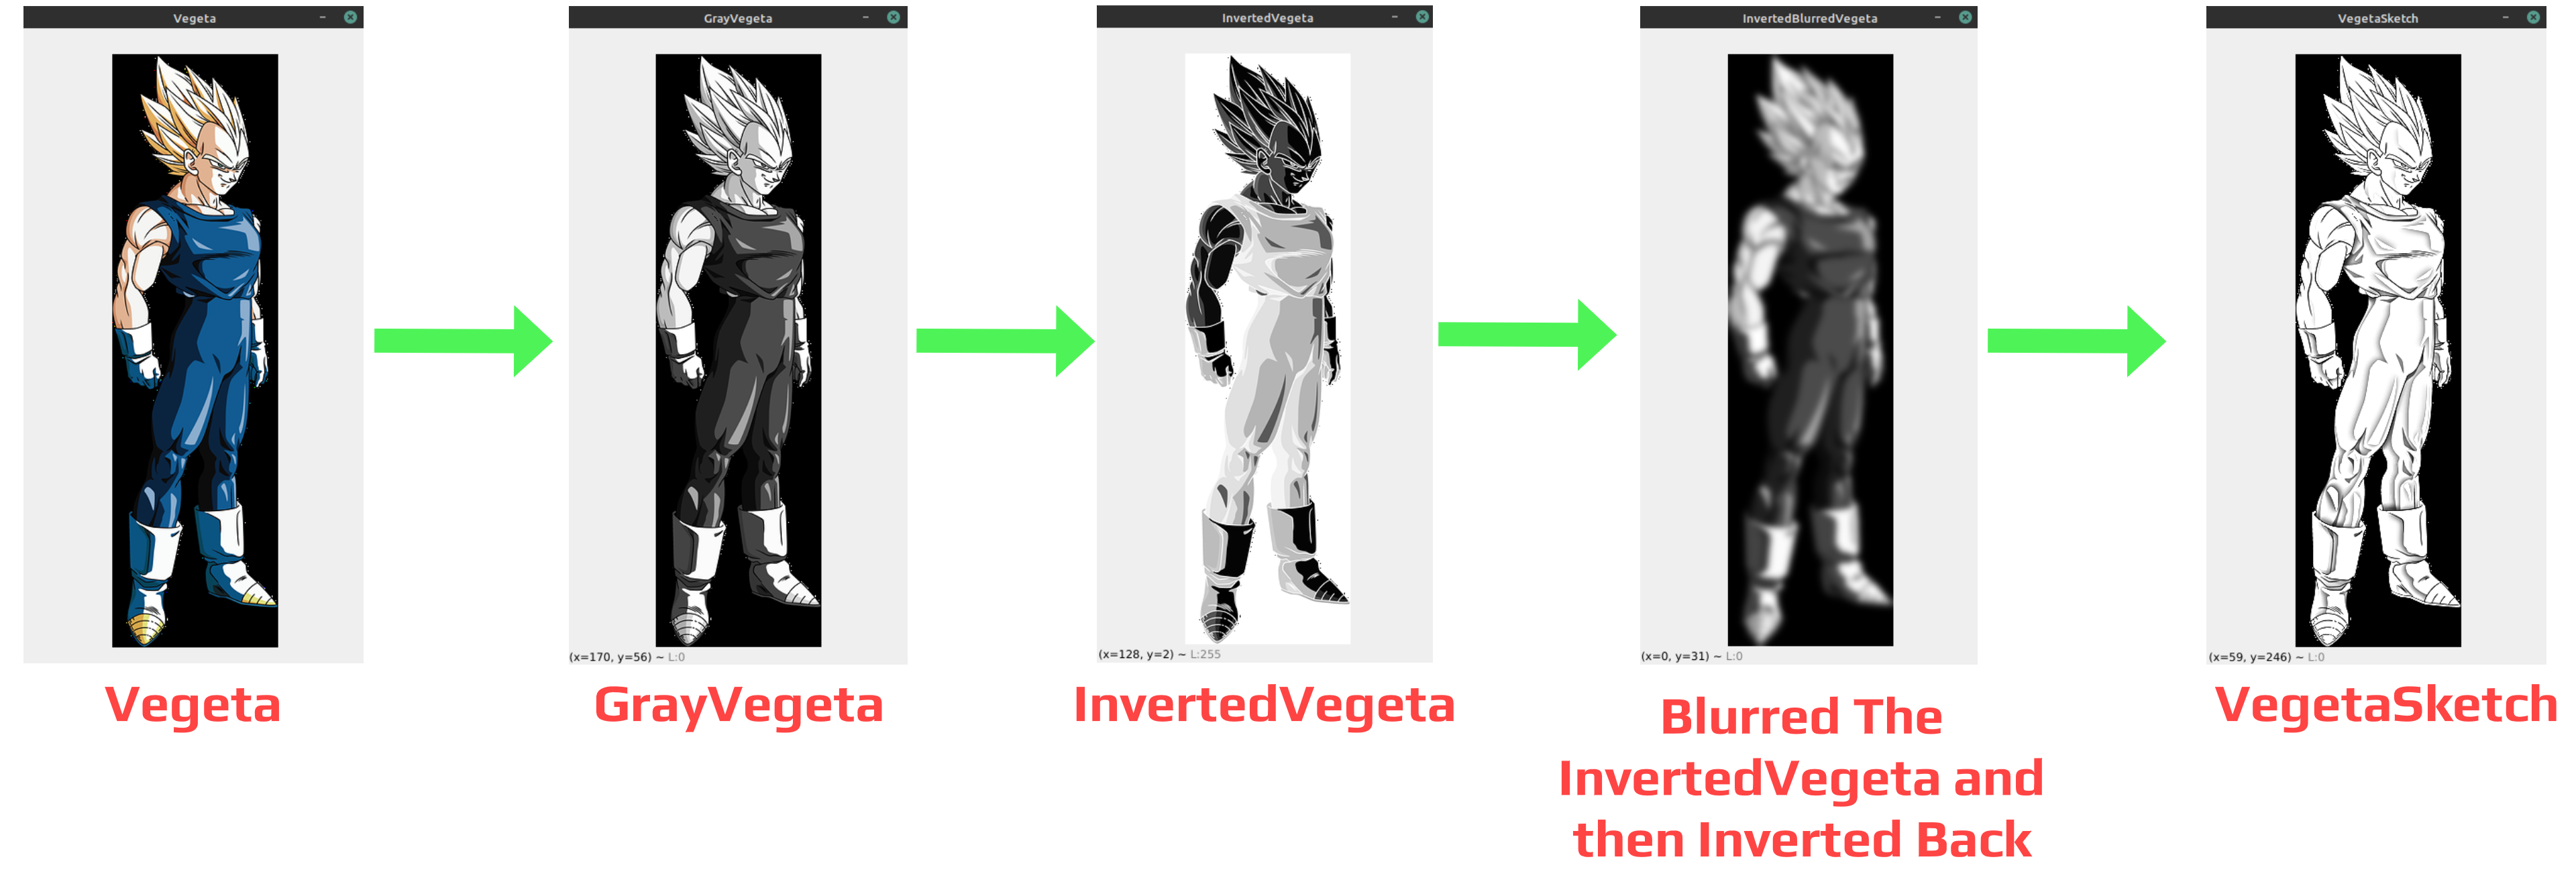 Vegeta
GrayVegeta
InvertedVegeta
InvertedBlurredVegeta
VegetaSketch
(x=170, y=56) ~ L:0
(x=128, y=2) ~ L:255
(x=0, y=31) ~ L:0
(x=59, y=246) ~ L:0
Vegeta
GrayVegeta
InvertedVegeta
Blurred The
InvertedVegeta and
then Inverted Back
VegetaSketch